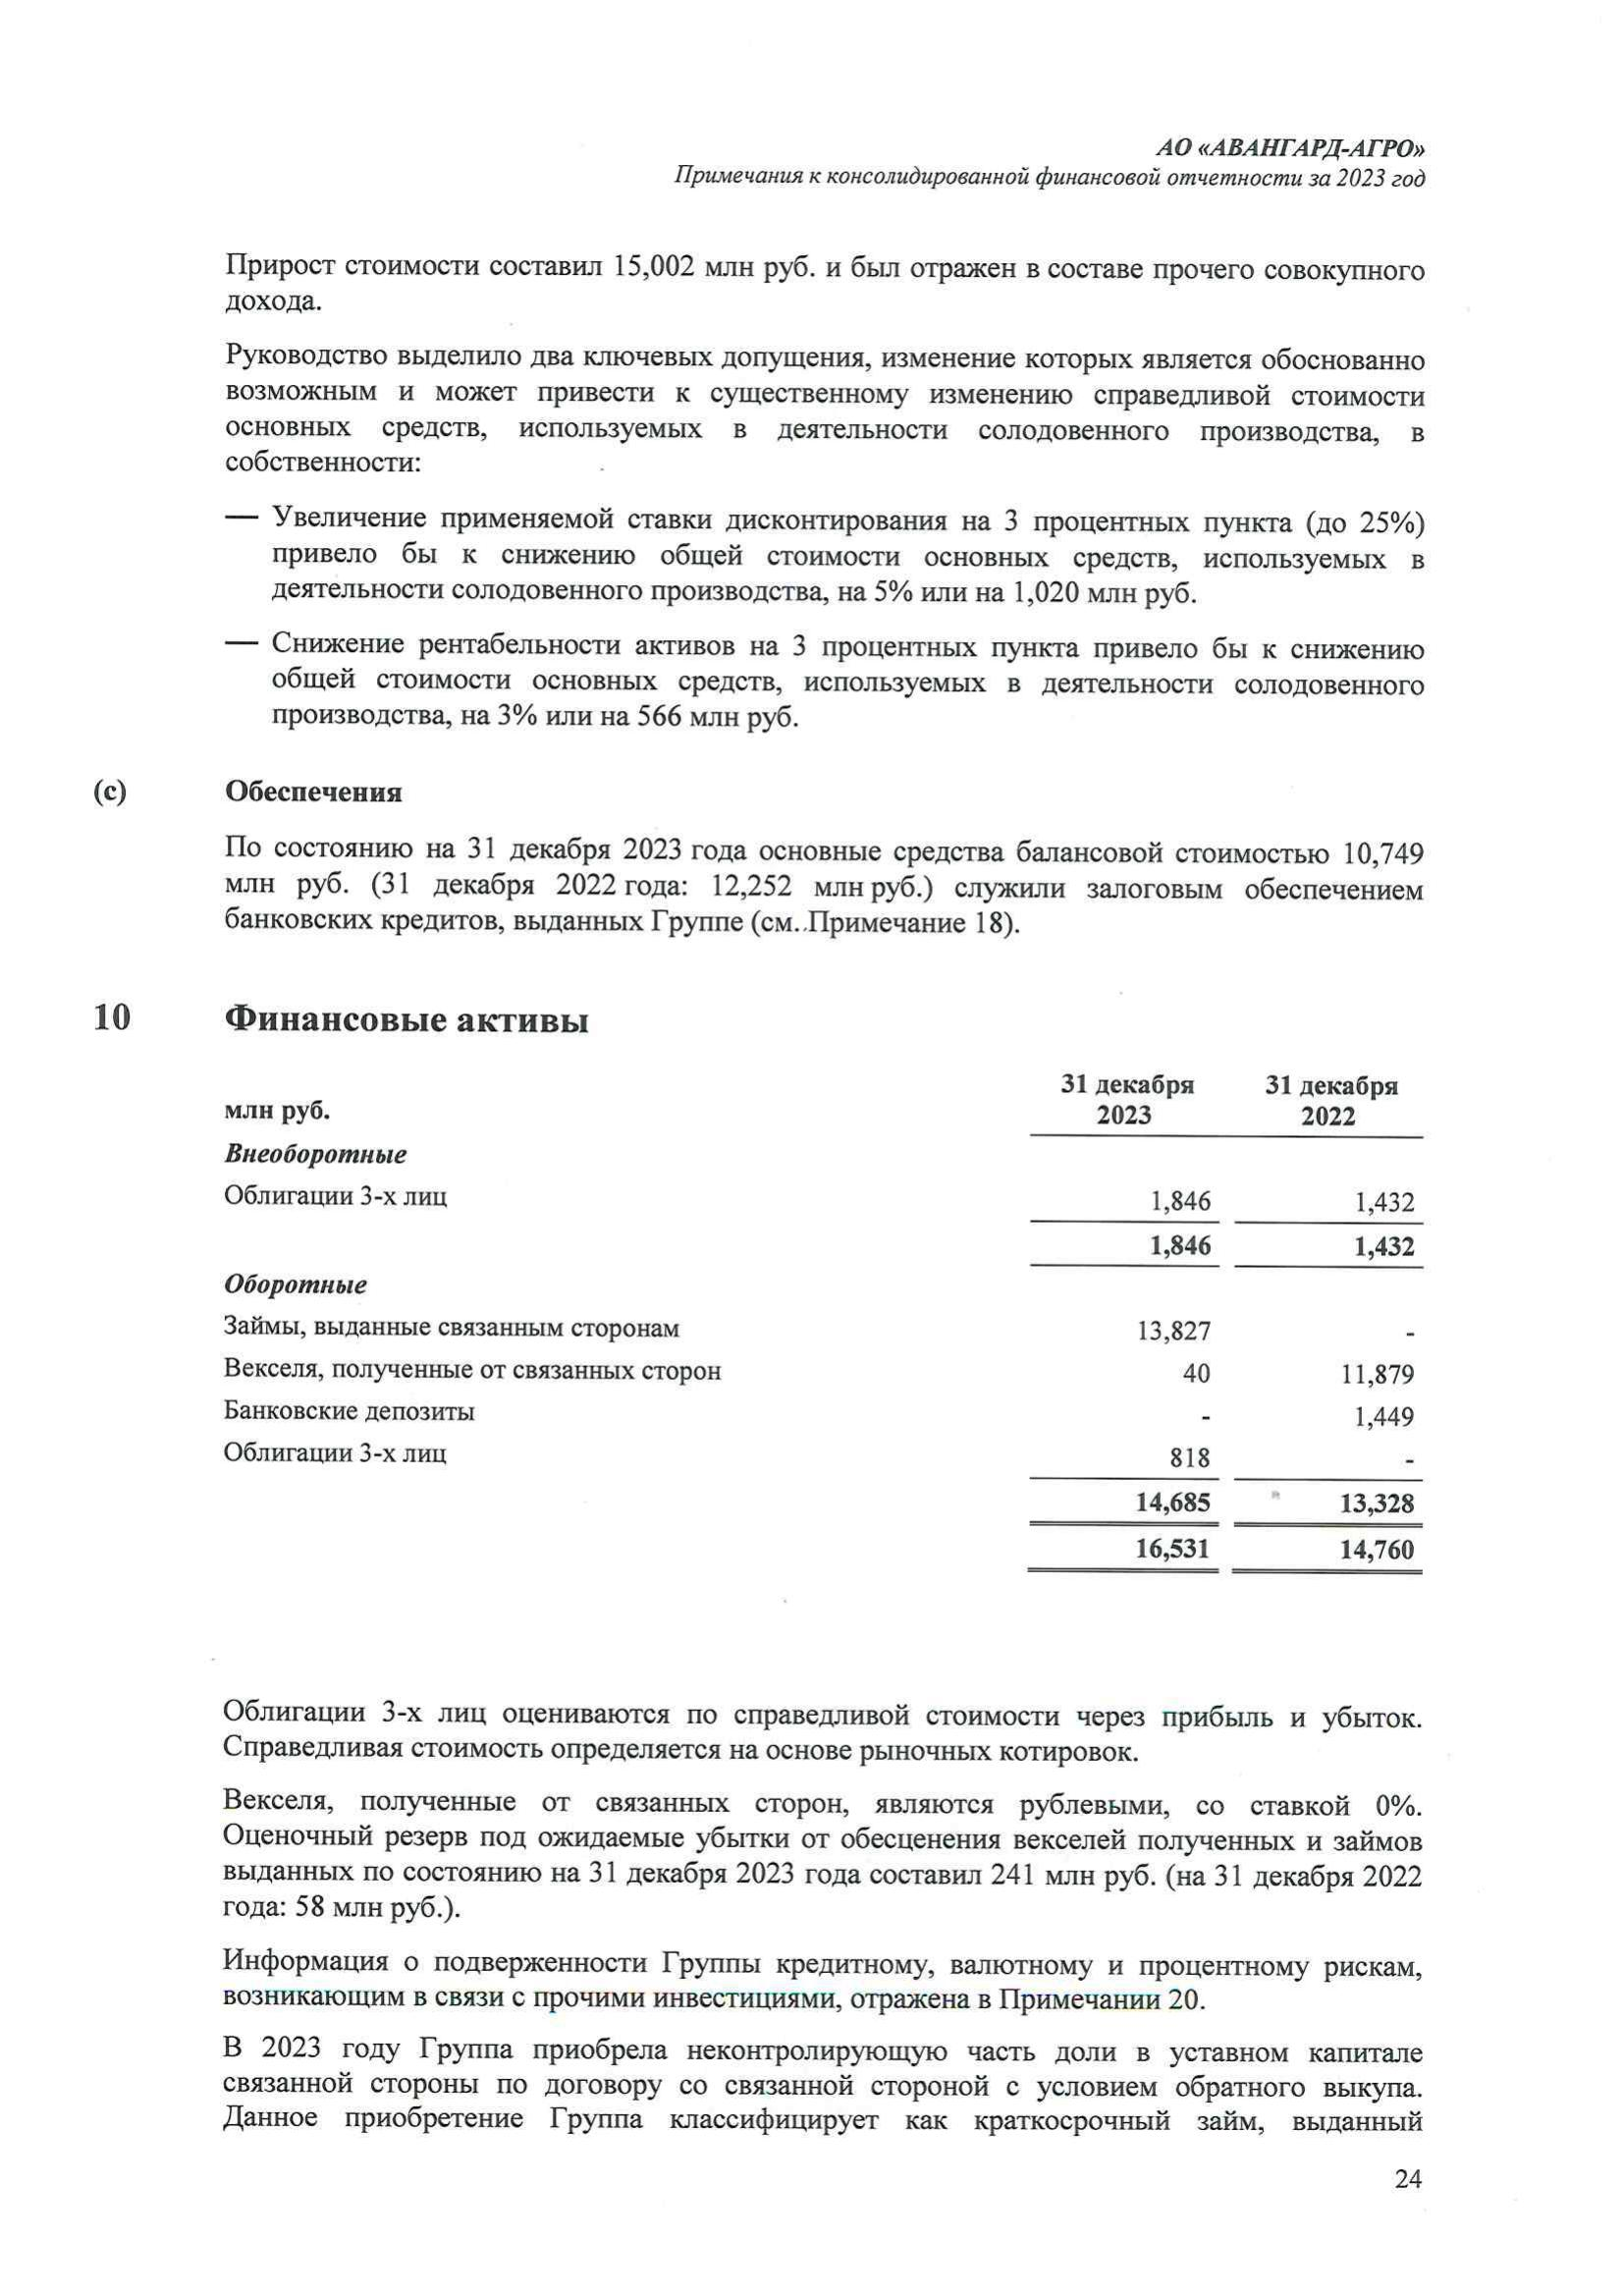 АО «АВАНГАРД-АГРО»
Примечания к консолидированной финансовой отчетности за 2023 год
Прирост стоимости составил 15,002 млн руб. и был отражен в составе прочего совокупного
дохода.
Руководство выделило два ключевых допущения, изменение которых является обоснованно
возможным и может привести к существенному изменению справедливой стоимости
основных средств, используемых в деятельности солодовенного производства, в
собственности:
— Увеличение применяемой ставки дисконтирования на 3 процентных пункта (до 25%)
привело бы к снижению общей стоимости основных средств, используемых в
деятельности солодовенного производства, на 5% или на 1,020 млн руб.
— Снижение рентабельности активов на 3 процентных пункта привело бы к снижению
общей стоимости основных средств, используемых в деятельности солодовенного
производства, на 3% или на 566 млн руб.
(c) Обеспечения
По состоянию на 31 декабря 2023 года основные средства балансовой стоимостью 10,749
млн руб. (31 декабря 2022 года: 12,252 млн руб.) служили залоговым обеспечением
банковских кредитов, выданных Группе (см. Примечание 18).
10 Финансовые активы
31 декабря 31 декабря
млн руб. 2023 2022
Внеоборотные
Облигации 3-х лиц 1,846 1,432
1,846 1,432
Оборотные
Займы, выданные связанным сторонам 13,827 -
Векселя, полученные от связанных сторон 40 11,879
Банковские депозиты - 1,449
Облигации 3-х лиц 818 -
14,685 13,328
16,531 14,760
Облигации 3-х лиц оцениваются по справедливой стоимости через прибыль и убыток.
Справедливая стоимость определяется на основе рыночных котировок.
Векселя, полученные от связанных сторон, являются рублевыми, со ставкой 0%.
Оценочный резерв под ожидаемые убытки от обесценения векселей полученных и займов
выданных по состоянию на 31 декабря 2023 года составил 241 млн руб. (на 31 декабря 2022
года: 58 млн руб.).
Информация о подверженности Группы кредитному, валютному и процентному рискам,
возникающим в связи с прочими инвестициями, отражена в Примечании 20.
В 2023 году Группа приобрела неконтролирующую часть доли в уставном капитале
связанной стороны по договору со связанной стороной с условием обратного выкупа.
Данное приобретение Группа классифицирует как краткосрочный займ, выданный
24